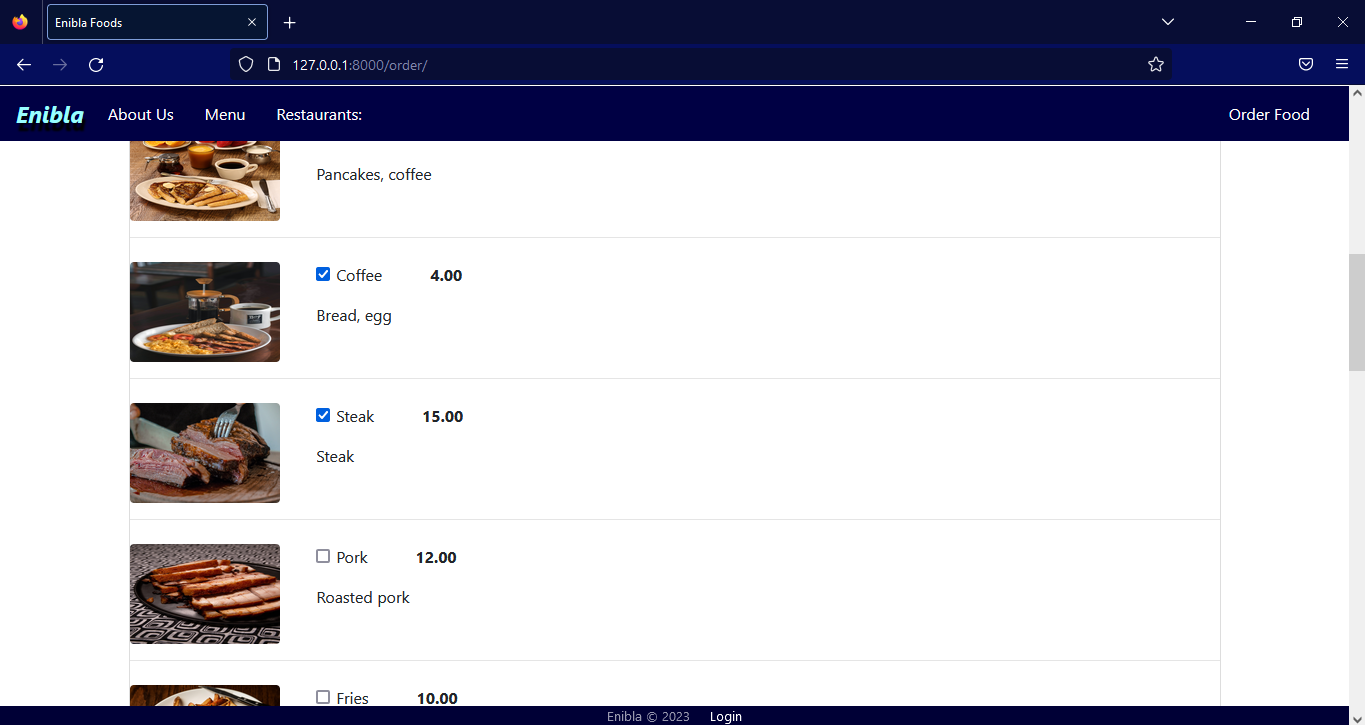 Enibla Foods
127.0.0.1:8000/order/
Enibla About Us Menu Restaurants: Order Food
Pancakes, coffee
Coffee 4.00
Bread, egg
Steak 15.00
Steak
Pork 12.00
Roasted pork
Fries 10.00
Enibla © 2023 Login